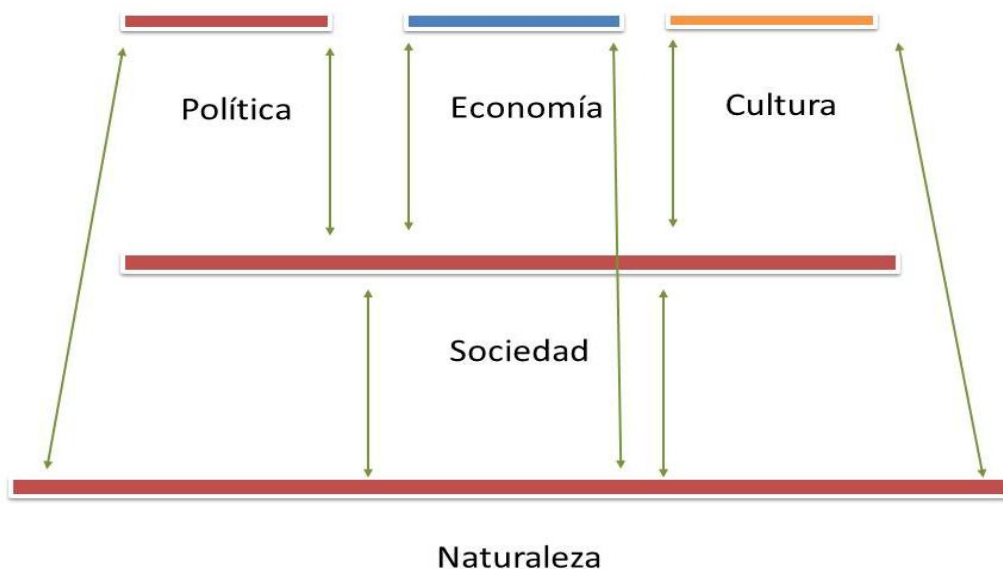 Política
Economía
Cultura
Sociedad
Naturaleza